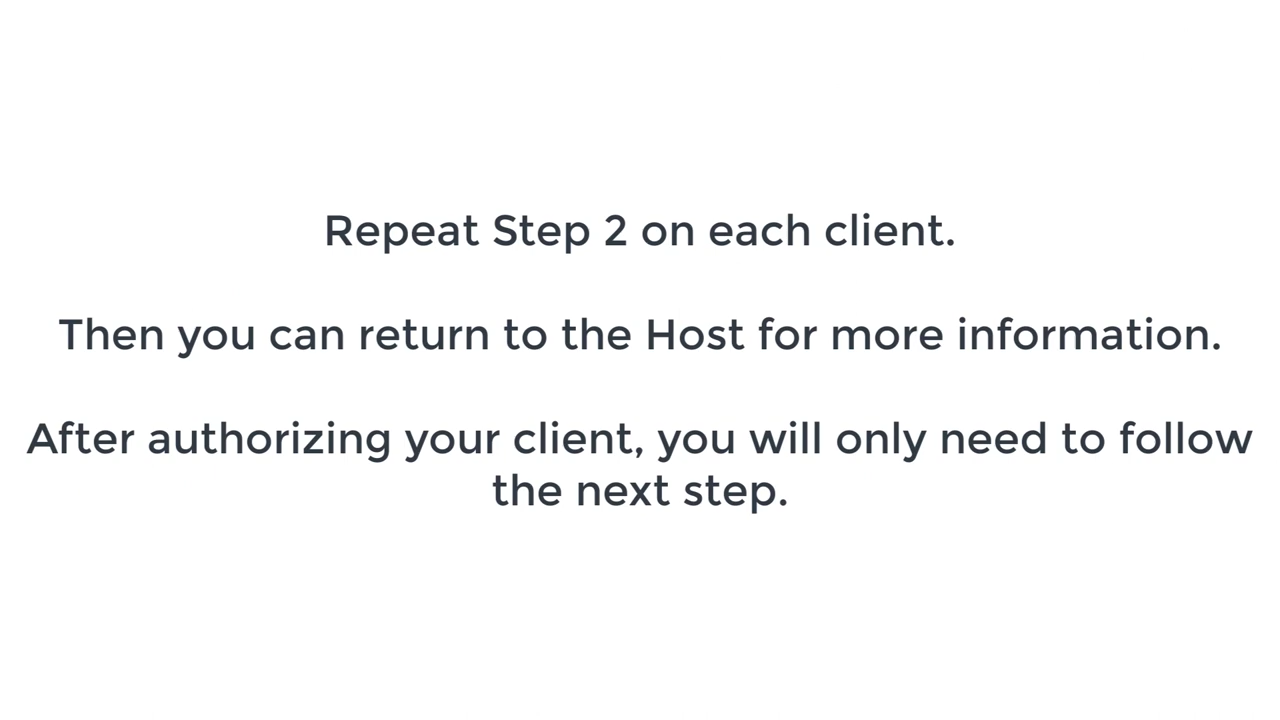 Repeat Step 2 on each client.
Then you can return to the Host for more information.
After authorizing your client, you will only need to follow
the next step.